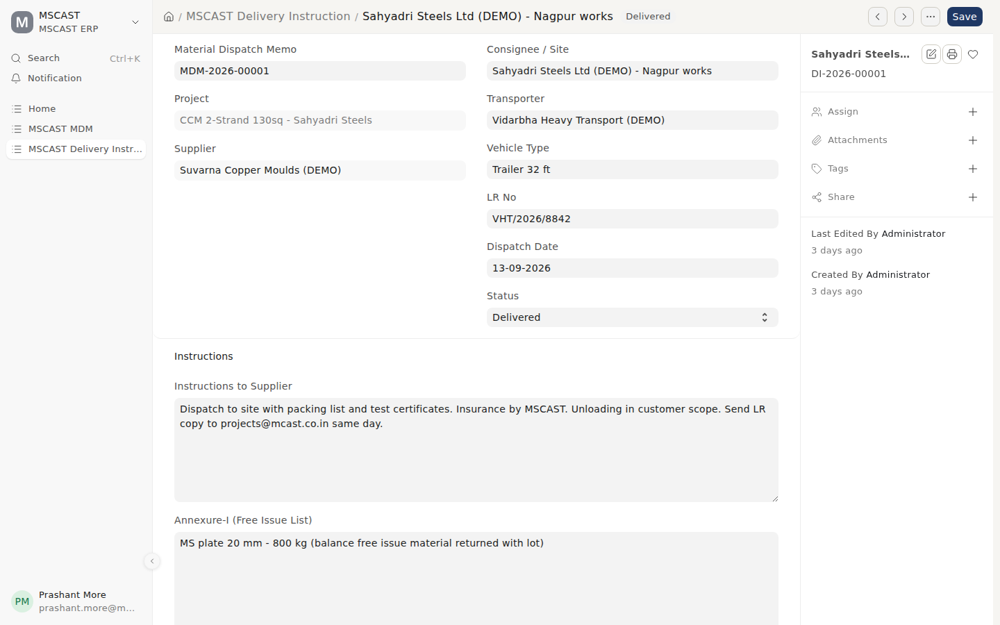 MSCAST
MSCAST ERP
Search
Ctrl+K
Notification
Home
MSCAST MDM
MSCAST Delivery Instr...
Prashant More
prashant.more@m...
PM
M
/ MSCAST Delivery Instruction / Sahyadri Steels Ltd (DEMO) - Nagpur works
Delivered
Save
Material Dispatch Memo
MDM-2026-00001
Project
CCM 2-Strand 130sq - Sahyadri Steels
Supplier
Suvarna Copper Moulds (DEMO)
Consignee / Site
Sahyadri Steels Ltd (DEMO) - Nagpur works
Transporter
Vidarbha Heavy Transport (DEMO)
Vehicle Type
Trailer 32 ft
LR No
VHT/2026/8842
Dispatch Date
13-09-2026
Status
Delivered
Instructions
Instructions to Supplier
Dispatch to site with packing list and test certificates. Insurance by MSCAST. Unloading in customer scope. Send LR
copy to projects@mcast.co.in same day.
Annexure-I (Free Issue List)
MS plate 20 mm - 800 kg (balance free issue material returned with lot)
Sahyadri Steels...
DI-2026-00001
Assign
Attachments
Tags
Share
Last Edited By Administrator
3 days ago
Created By Administrator
3 days ago